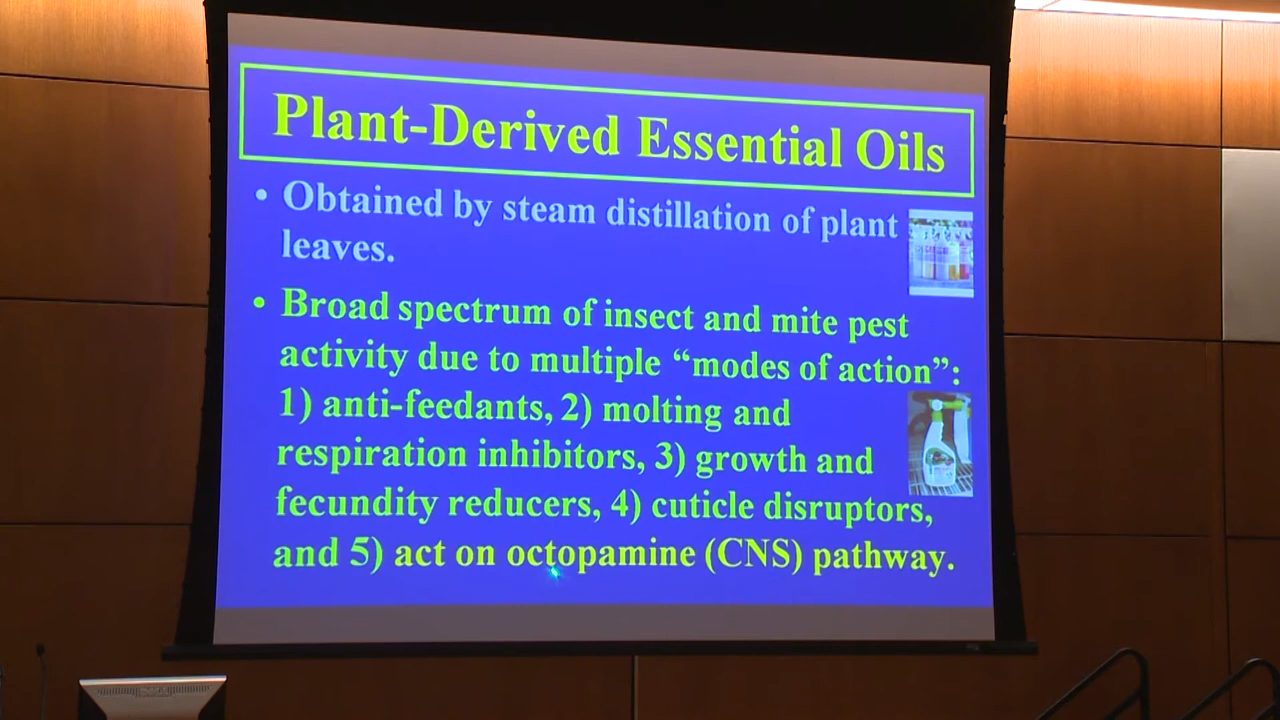 Plant-Derived Essential Oils
• Obtained by steam distillation of plant
leaves.
• Broad spectrum of insect and mite pest
activity due to multiple “modes of action”:
1) anti-feedants, 2) molting and
respiration inhibitors, 3) growth and
fecundity reducers, 4) cuticle disruptors,
and 5) act on octopamine (CNS) pathway.